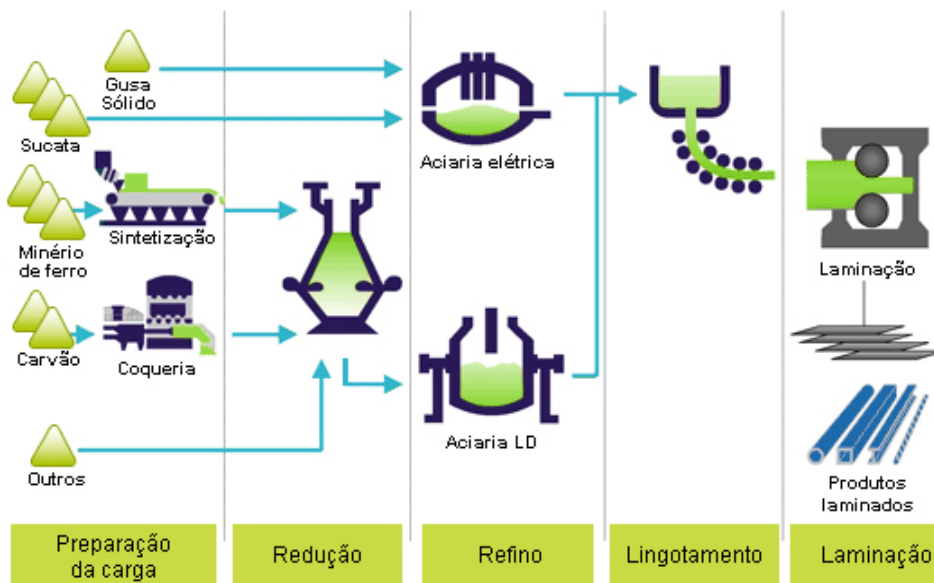 Gusa
Sólido
Sucata
Aciaria elétrica
Sintetização
Minério
de ferro
Laminação
Carvão
Coqueria
Aciaria LD
Outros
Produtos
laminados
Preparação
da carga
Redução
Refino
Lingotamento
Laminação